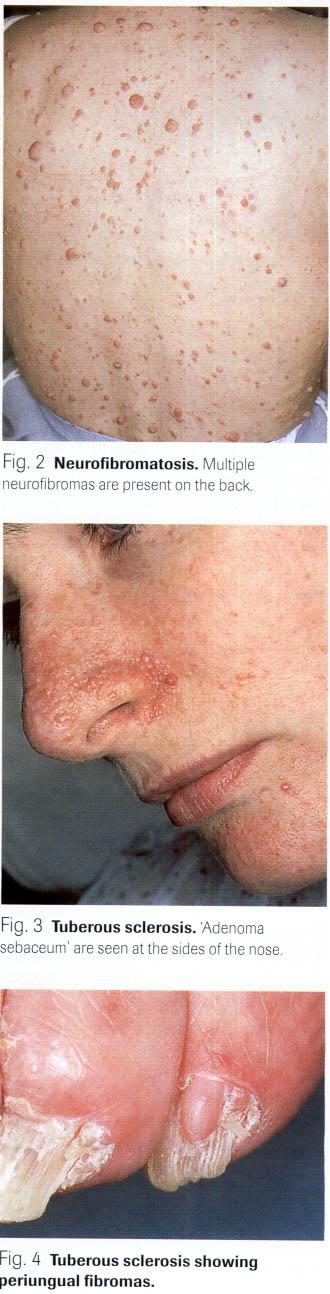 Fig. 2 Neurofibromatosis. Multiple
neurofibromas are present on the back.
Fig. 3 Tuberous sclerosis. 'Adenoma
sebaceum' are seen at the sides of the nose.
Fig. 4 Tuberous sclerosis showing
periungual fibromas.